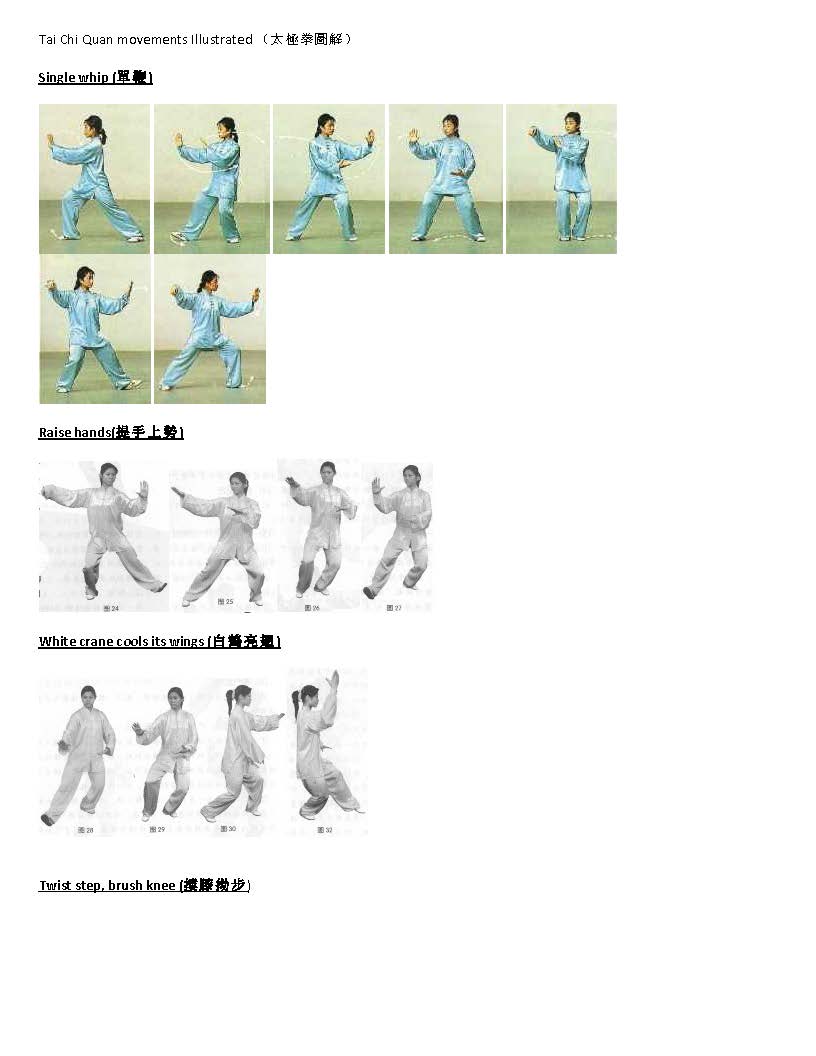 Tai Chi Quan movements Illustrated （太極拳圖解）
Single whip (單鞭)
Raise hands(提手上勢)
图 24
图 25
图 26
图 27
White crane cools its wings (白鶴亮翅)
图 28
图 29
图 30
图 32
Twist step, brush knee (摟膝拗步)